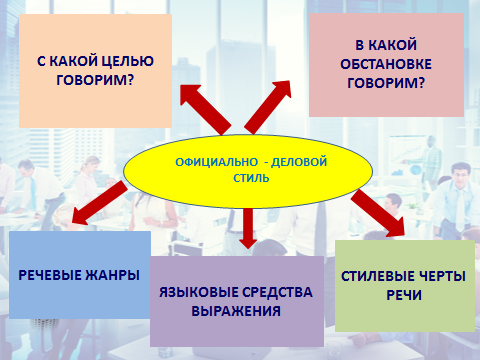 С КАКОЙ ЦЕЛЬЮ
ГОВОРИМ?
В КАКОЙ
ОБСТАНОВКЕ
ГОВОРИМ?
ОФИЦИАЛЬНО - ДЕЛОВОЙ
СТИЛЬ
РЕЧЕВЫЕ ЖАНРЫ
ЯЗЫКОВЫЕ СРЕДСТВА
ВЫРАЖЕНИЯ
СТИЛЕВЫЕ ЧЕРТЫ
РЕЧИ